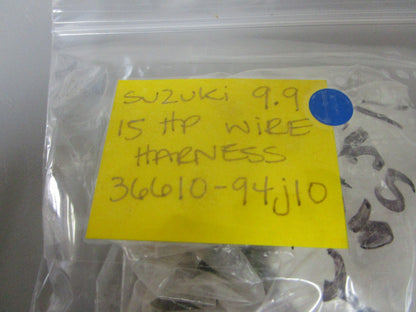 SUZUKi 9.9
15 HP WiRE
HARNESS
36610-94j10